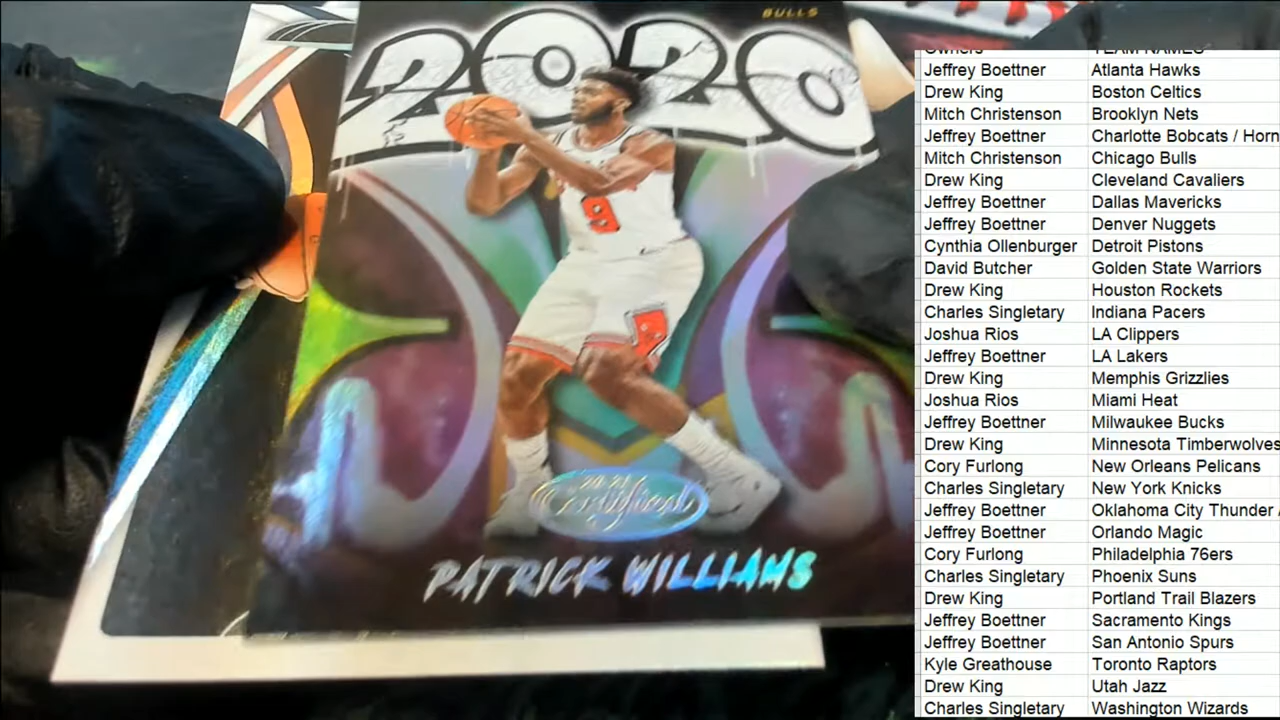 BULLS
2020
9
20-21
Certified
PATRICK WILLIAMS
Owners TEAM NAMES
Jeffrey Boettner Atlanta Hawks
Drew King Boston Celtics
Mitch Christenson Brooklyn Nets
Jeffrey Boettner Charlotte Bobcats / Horn
Mitch Christenson Chicago Bulls
Drew King Cleveland Cavaliers
Jeffrey Boettner Dallas Mavericks
Jeffrey Boettner Denver Nuggets
Cynthia Ollenburger Detroit Pistons
David Butcher Golden State Warriors
Drew King Houston Rockets
Charles Singletary Indiana Pacers
Joshua Rios LA Clippers
Jeffrey Boettner LA Lakers
Drew King Memphis Grizzlies
Joshua Rios Miami Heat
Jeffrey Boettner Milwaukee Bucks
Drew King Minnesota Timberwolves
Cory Furlong New Orleans Pelicans
Charles Singletary New York Knicks
Jeffrey Boettner Oklahoma City Thunder /
Jeffrey Boettner Orlando Magic
Cory Furlong Philadelphia 76ers
Charles Singletary Phoenix Suns
Drew King Portland Trail Blazers
Jeffrey Boettner Sacramento Kings
Jeffrey Boettner San Antonio Spurs
Kyle Greathouse Toronto Raptors
Drew King Utah Jazz
Charles Singletary Washington Wizards